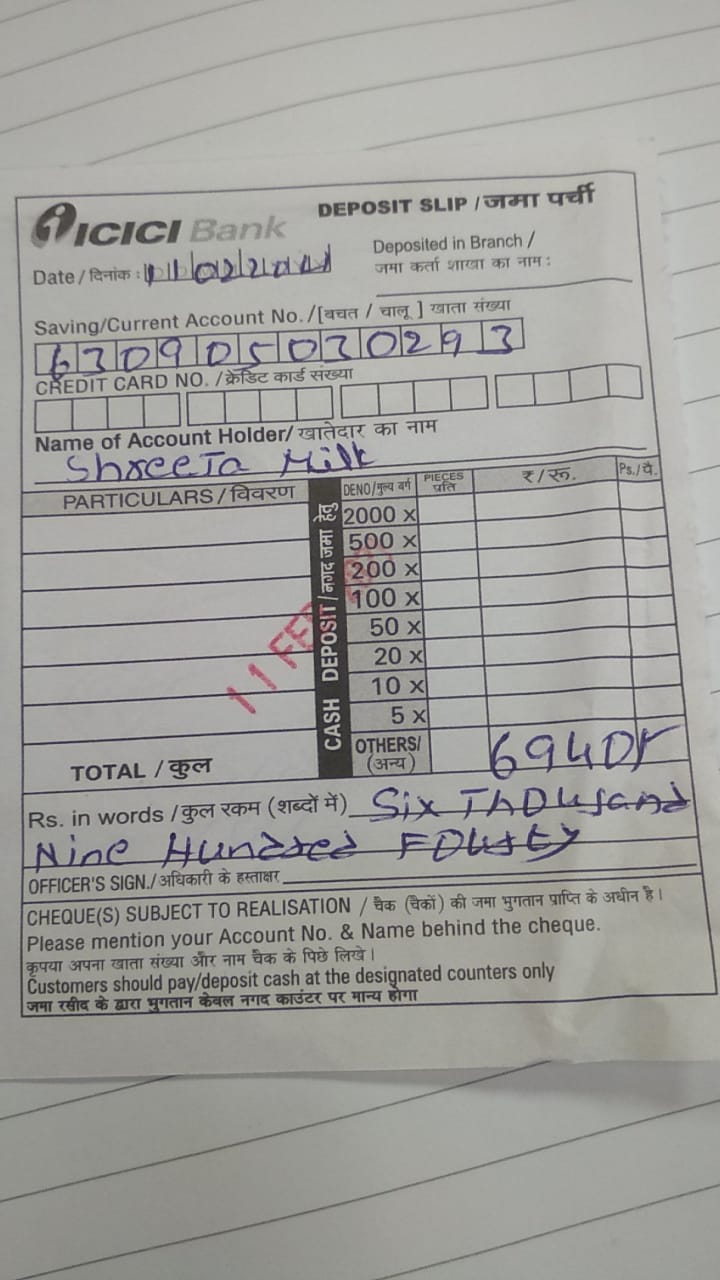 ICICI Bank
DEPOSIT SLIP / जमा पर्ची
Date / दिनांक :
Deposited in Branch /
जमा कर्ता शाखा का नाम :
Saving/Current Account No. /[बचत / चालू ] खाता संख्या
630905030293
CREDIT CARD NO. / क्रेडिट कार्ड संख्या
Name of Account Holder/ खातेदार का नाम
Shreeja Milk
PARTICULARS / विवरण
CASH DEPOSIT / नगद जमा हेतु
DENO/मुल्य वर्ग PIECES प्रति ₹ / रू. Ps. / पै.
2000 x
500 x
200 x
100 x
50 x
20 x
10 x
5 x
11 FEB
TOTAL / कुल
OTHERS/ (अन्य) 6940
Rs. in words / कुल रकम (शब्दों में) Six Thousand
Nine Hundred Fourty
OFFICER'S SIGN. / अधिकारी के हस्ताक्षर
CHEQUE(S) SUBJECT TO REALISATION / चैक (चैकों) की जमा भुगतान प्राप्ति के अधीन है।
Please mention your Account No. & Name behind the cheque.
कृपया अपना खाता संख्या और नाम चैक के पिछे लिखे।
Customers should pay/deposit cash at the designated counters only
जमा रसीद के द्वारा भुगतान केवल नगद काउंटर पर मान्य होगा